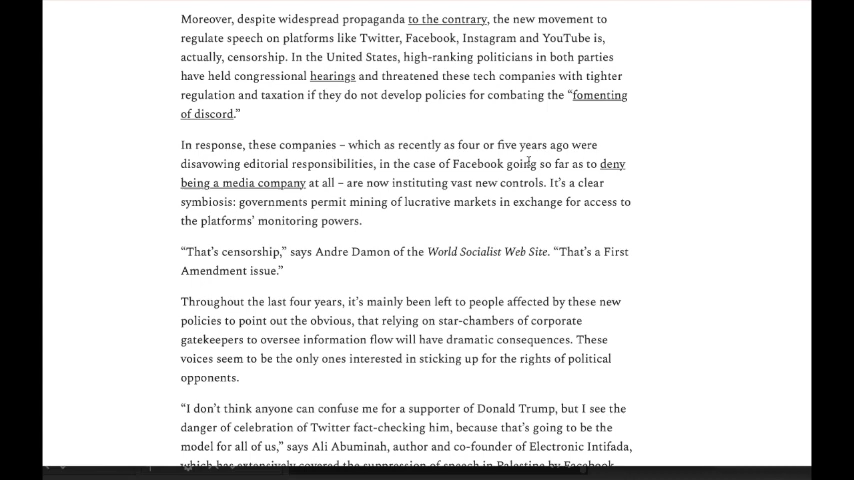 Moreover, despite widespread propaganda to the contrary, the new movement to
regulate speech on platforms like Twitter, Facebook, Instagram and YouTube is,
actually, censorship. In the United States, high-ranking politicians in both parties
have held congressional hearings and threatened these tech companies with tighter
regulation and taxation if they do not develop policies for combating the “fomenting
of discord.”
In response, these companies – which as recently as four or five years ago were
disavowing editorial responsibilities, in the case of Facebook going so far as to deny
being a media company at all – are now instituting vast new controls. It’s a clear
symbiosis: governments permit mining of lucrative markets in exchange for access to
the platforms’ monitoring powers.
“That’s censorship,” says Andre Damon of the World Socialist Web Site. “That’s a First
Amendment issue.”
Throughout the last four years, it’s mainly been left to people affected by these new
policies to point out the obvious, that relying on star-chambers of corporate
gatekeepers to oversee information flow will have dramatic consequences. These
voices seem to be the only ones interested in sticking up for the rights of political
opponents.
“I don’t think anyone can confuse me for a supporter of Donald Trump, but I see the
danger of celebration of Twitter fact-checking him, because that’s going to be the
model for all of us,” says Ali Abuminah, author and co-founder of Electronic Intifada,
which has extensively covered the suppression of speech in Palestine by Facebook